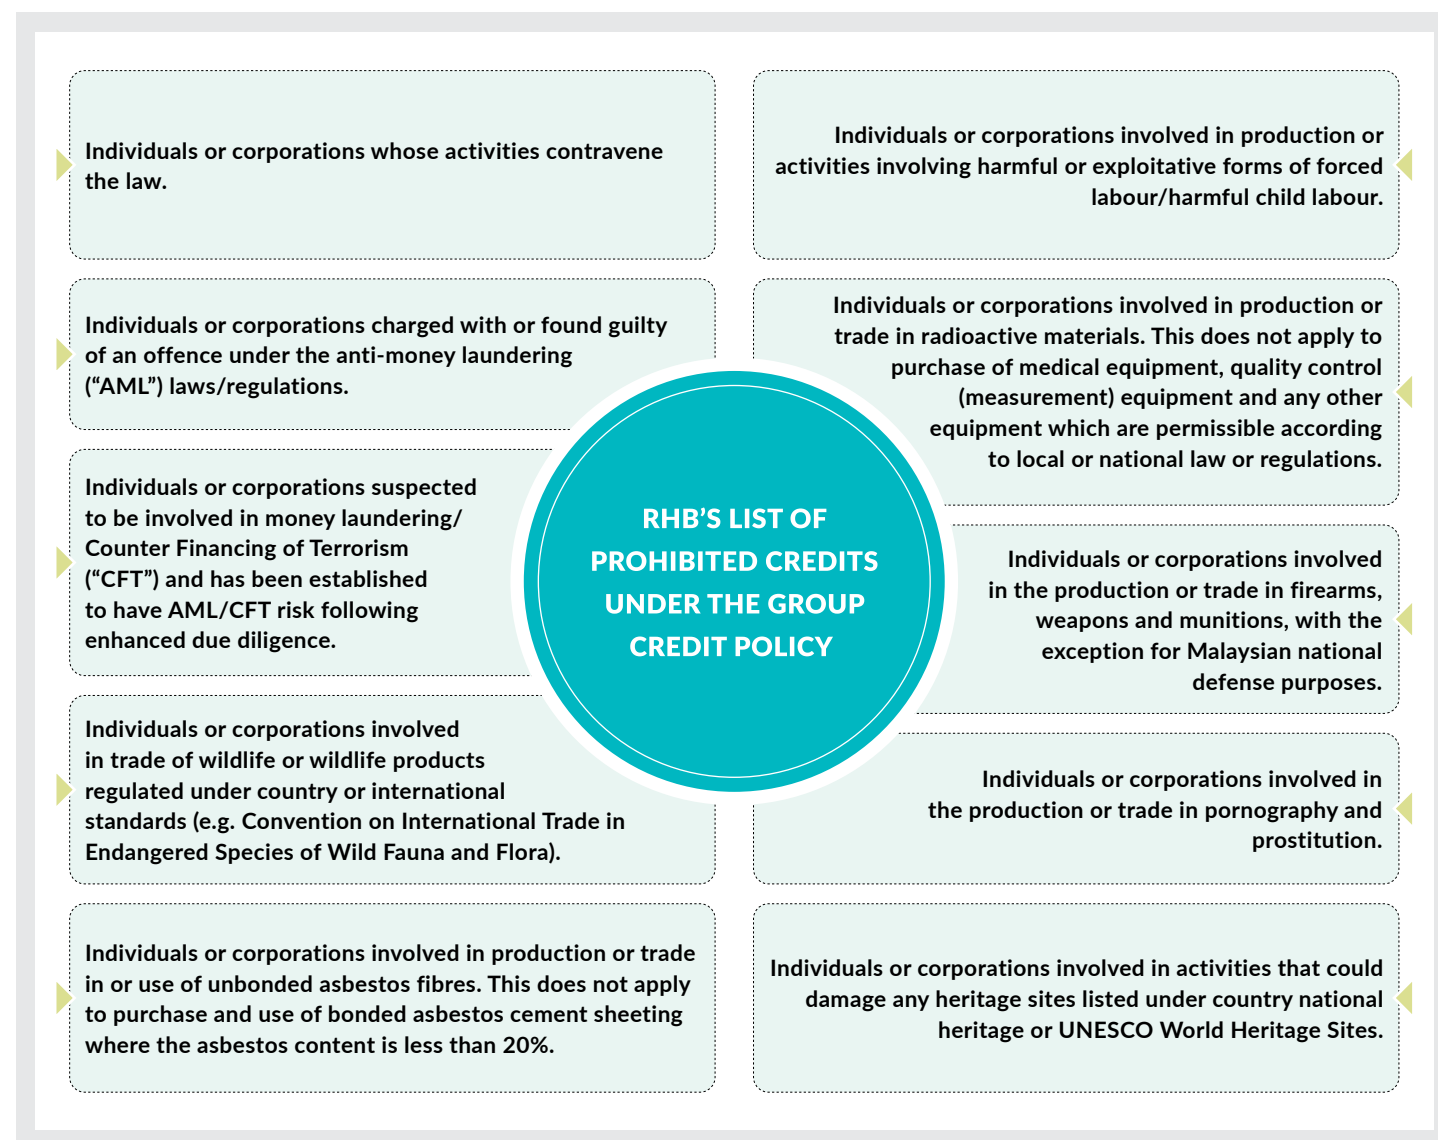 Individuals or corporations whose activities contravene
the law.
Individuals or corporations charged with or found guilty
of an offence under the anti-money laundering
(“AML”) laws/regulations.
Individuals or corporations suspected
to be involved in money laundering/
Counter Financing of Terrorism
(“CFT”) and has been established
to have AML/CFT risk following
enhanced due diligence.
Individuals or corporations involved
in trade of wildlife or wildlife products
regulated under country or international
standards (e.g. Convention on International Trade in
Endangered Species of Wild Fauna and Flora).
Individuals or corporations involved in production or trade
in or use of unbonded asbestos fibres. This does not apply
to purchase and use of bonded asbestos cement sheeting
where the asbestos content is less than 20%.
RHB’S LIST OF
PROHIBITED CREDITS
UNDER THE GROUP
CREDIT POLICY
Individuals or corporations involved in production or
activities involving harmful or exploitative forms of forced
labour/harmful child labour.
Individuals or corporations involved in production or
trade in radioactive materials. This does not apply to
purchase of medical equipment, quality control
(measurement) equipment and any other
equipment which are permissible according
to local or national law or regulations.
Individuals or corporations involved
in the production or trade in firearms,
weapons and munitions, with the
exception for Malaysian national
defense purposes.
Individuals or corporations involved in
the production or trade in pornography and
prostitution.
Individuals or corporations involved in activities that could
damage any heritage sites listed under country national
heritage or UNESCO World Heritage Sites.